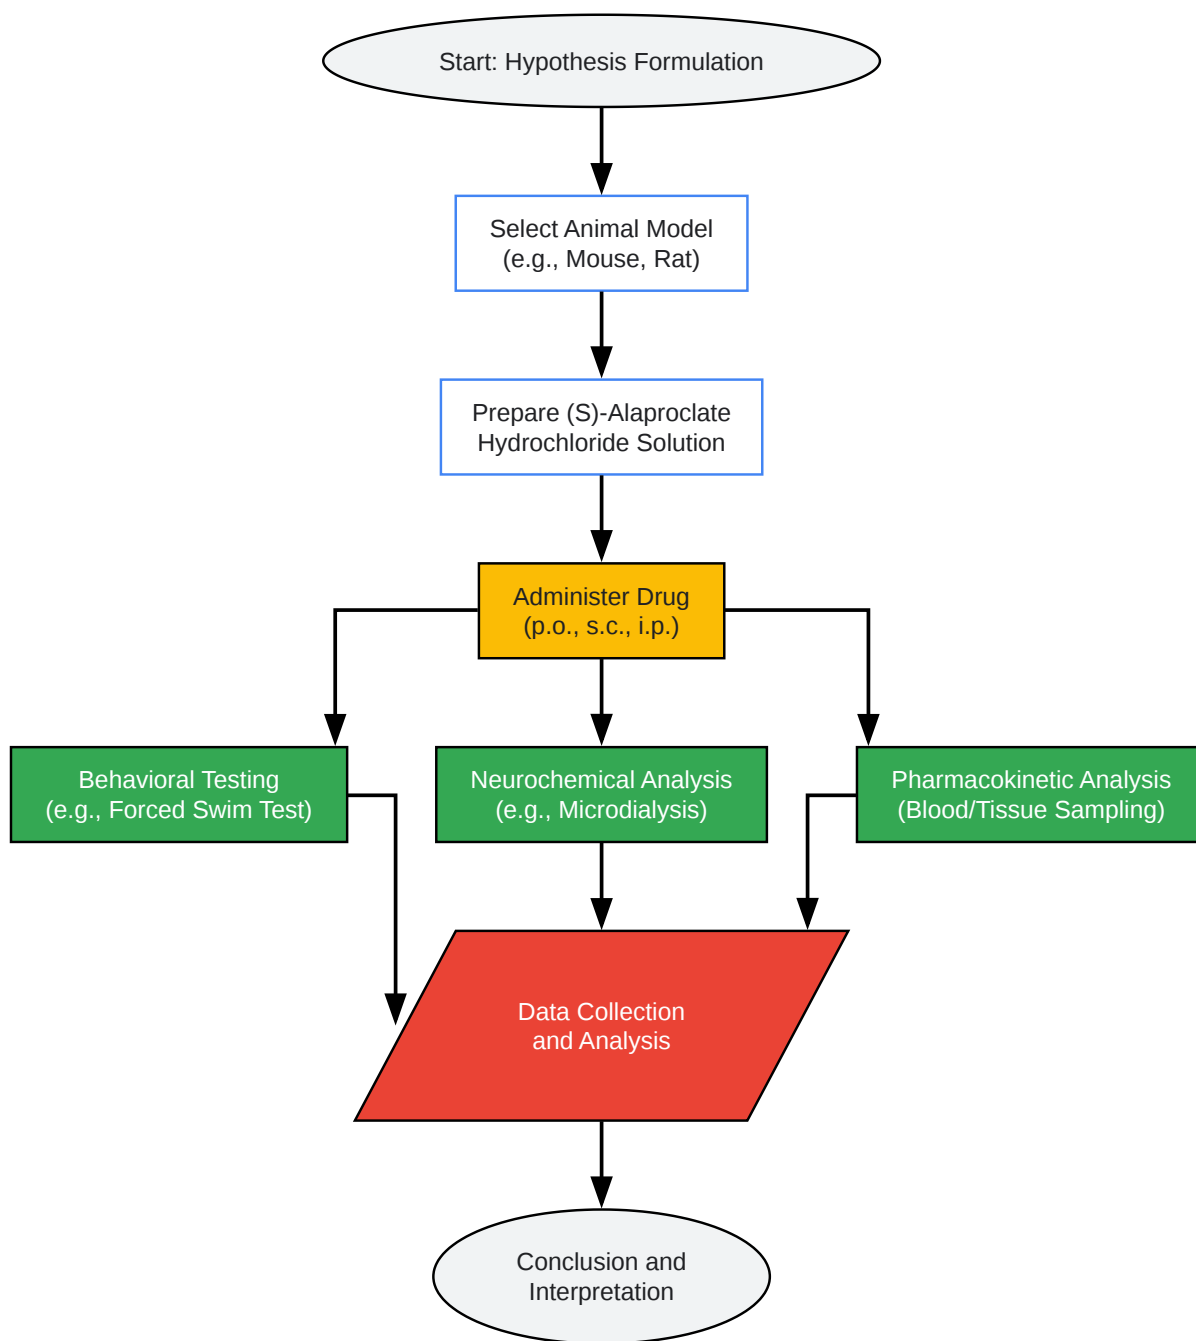 Start: Hypothesis Formulation
Select Animal Model
(e.g., Mouse, Rat)
Prepare (S)-Alaproclate
Hydrochloride Solution
Administer Drug
(p.o., s.c., i.p.)
Behavioral Testing
(e.g., Forced Swim Test)
Neurochemical Analysis
(e.g., Microdialysis)
Pharmacokinetic Analysis
(Blood/Tissue Sampling)
Data Collection
and Analysis
Conclusion and
Interpretation